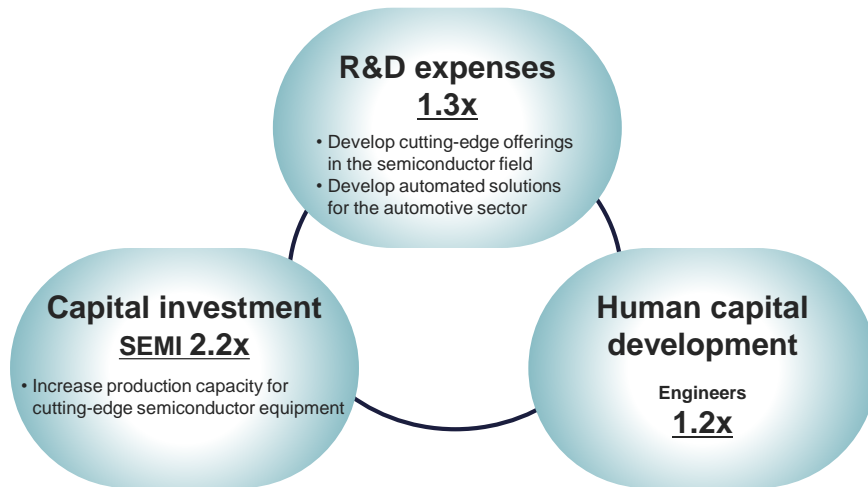 R&D expenses
1.3x
• Develop cutting-edge offerings
in the semiconductor field
• Develop automated solutions
for the automotive sector
Capital investment
SEMI 2.2x
• Increase production capacity for
cutting-edge semiconductor equipment
Human capital
development
Engineers
1.2x